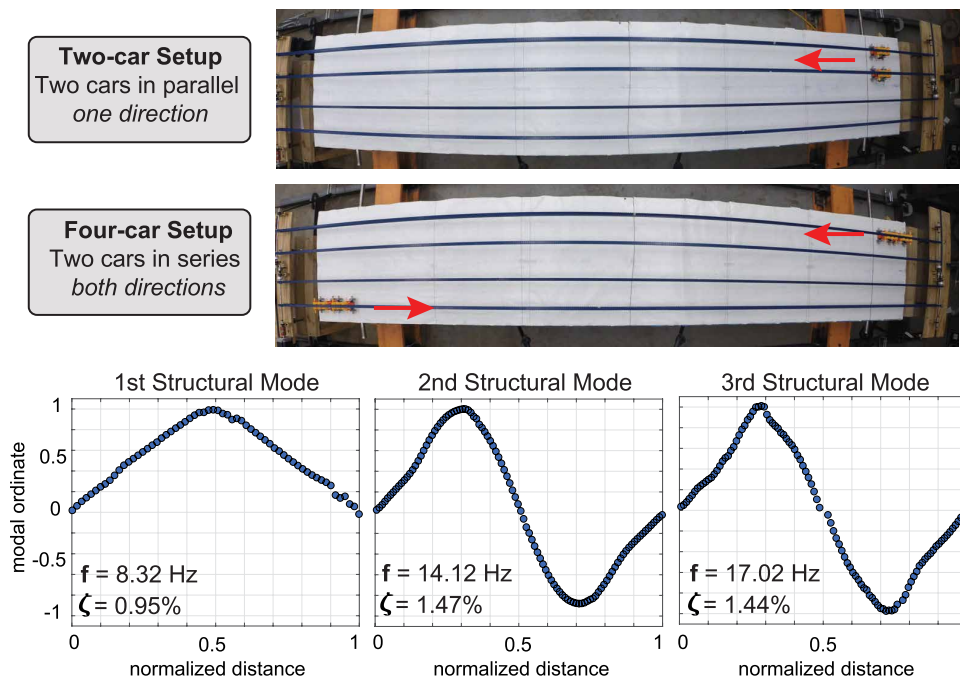 Two-car Setup
Two cars in parallel
one direction
Four-car Setup
Two cars in series
both directions
1st Structural Mode
2nd Structural Mode
3rd Structural Mode
modal ordinate
1
0.5
0
-0.5
-1
f = 8.32 Hz
ζ = 0.95%
f = 14.12 Hz
ζ = 1.47%
f = 17.02 Hz
ζ = 1.44%
0 0.5 1
0 0.5 1
0 0.5
normalized distance
normalized distance
normalized distance